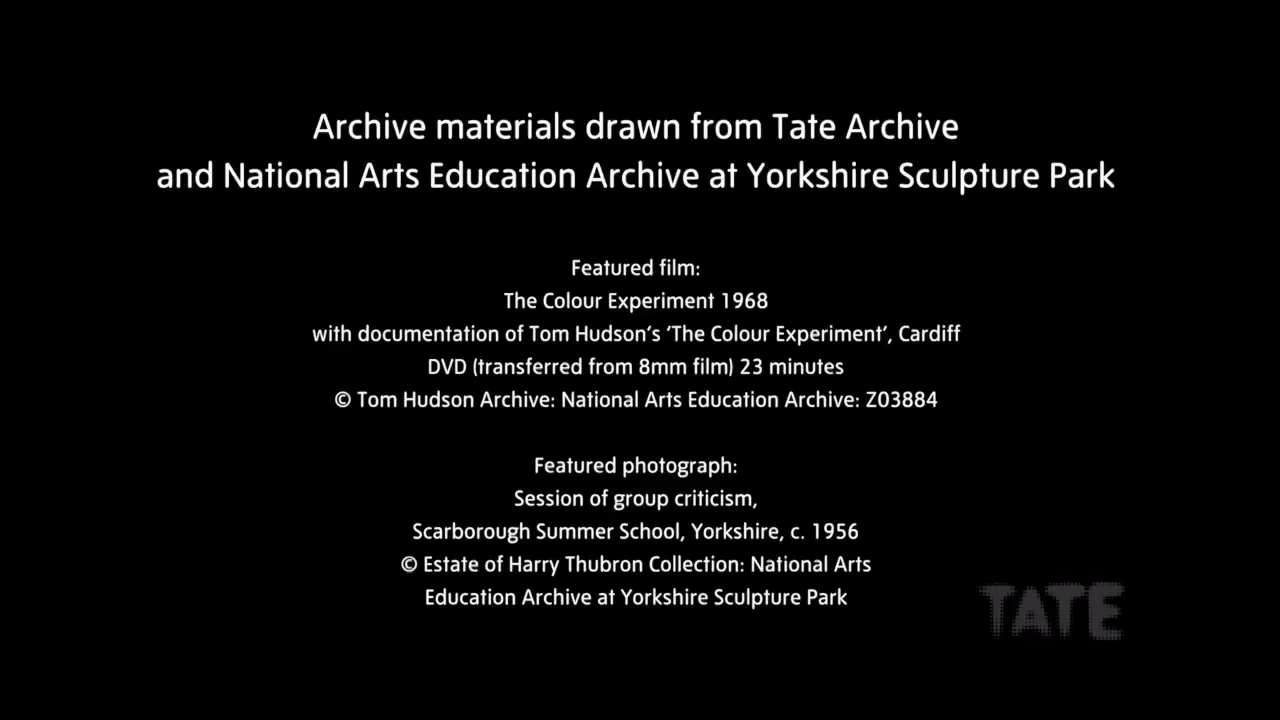 Archive materials drawn from Tate Archive
and National Arts Education Archive at Yorkshire Sculpture Park
Featured film:
The Colour Experiment 1968
with documentation of Tom Hudson's 'The Colour Experiment', Cardiff
DVD (transferred from 8mm film) 23 minutes
© Tom Hudson Archive: National Arts Education Archive: Z03884
Featured photograph:
Session of group criticism,
Scarborough Summer School, Yorkshire, c. 1956
© Estate of Harry Thubron Collection: National Arts
Education Archive at Yorkshire Sculpture Park
TATE